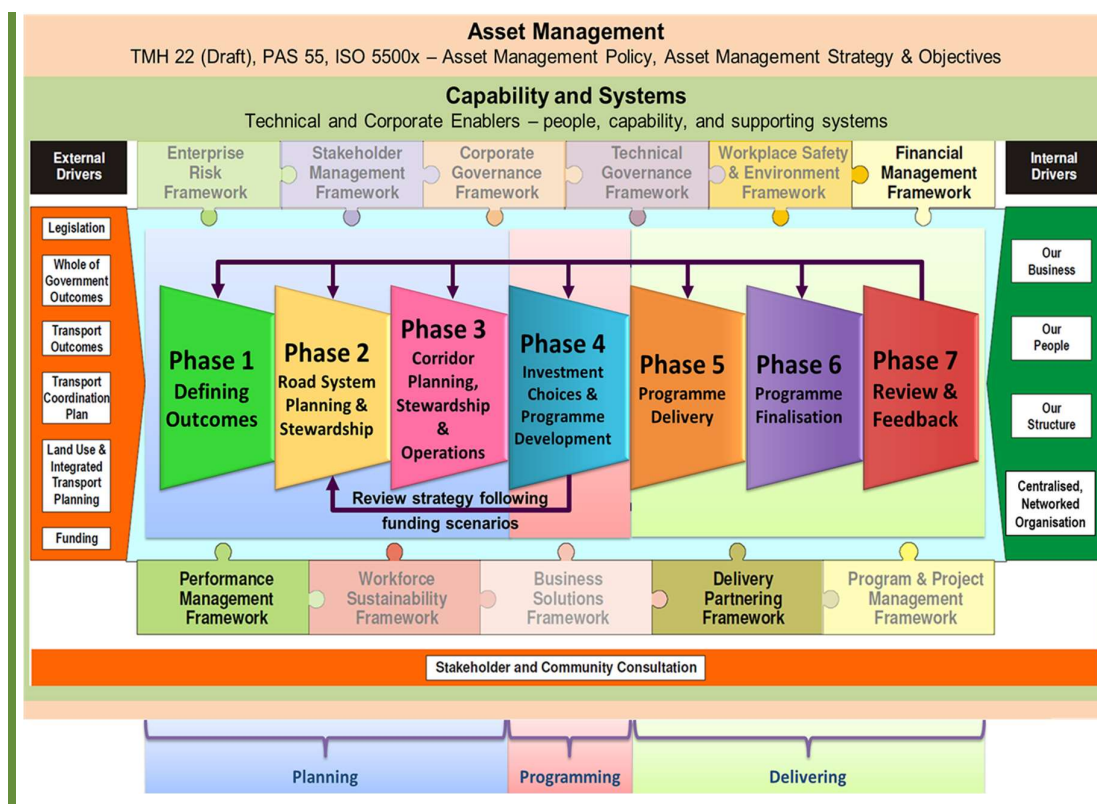 Asset Management
TMH 22 (Draft), PAS 55, ISO 5500x – Asset Management Policy, Asset Management Strategy & Objectives
Capability and Systems
Technical and Corporate Enablers – people, capability, and supporting systems
External
Drivers
Enterprise
Risk
Framework
Stakeholder
Management
Framework
Corporate
Governance
Framework
Technical
Governance
Framework
Workplace Safety
& Environment
Framework
Financial
Management
Framework
Internal
Drivers
Legislation
Whole of
Government
Outcomes
Transport
Outcomes
Transport
Coordination
Plan
Land Use &
Integrated
Transport
Planning
Funding
Phase 1
Defining
Outcomes
Phase 2
Road System
Planning &
Stewardship
Phase 3
Corridor
Planning,
Stewardship
&
Operations
Phase 4
Investment
Choices &
Programme
Development
Phase 5
Programme
Delivery
Phase 6
Programme
Finalisation
Phase 7
Review &
Feedback
Review strategy following
funding scenarios
Our
Business
Our
People
Our
Structure
Centralised,
Networked
Organisation
Performance
Management
Framework
Workforce
Sustainability
Framework
Business
Solutions
Framework
Delivery
Partnering
Framework
Program & Project
Management
Framework
Stakeholder and Community Consultation
Planning
Programming
Delivering